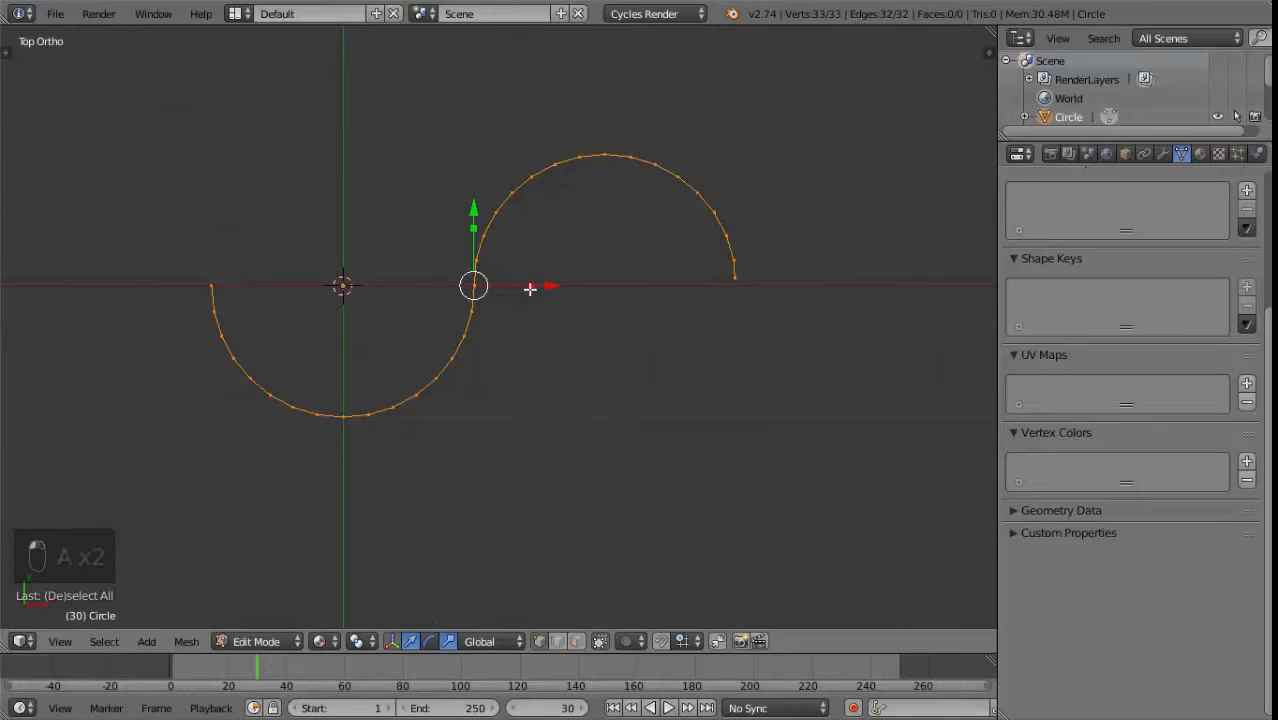 File Render Window Help Default Scene Cycles Render v2.74 | Verts:33/33 | Edges:32/32 | Faces:0/0 | Tris:0 | Mem:30.48M | Circle
Top Ortho
View Search All Scenes
Scene
RenderLayers
World
Circle
Shape Keys
UV Maps
Vertex Colors
Geometry Data
Custom Properties
A x2
y
Last: (De)select All
(30) Circle
View Select Add Mesh Edit Mode Global
-40 -20 0 20 40 60 80 100 120 140 160 180 200 220 240 260
View Marker Frame Playback Start: 1 End: 250 30 No Sync